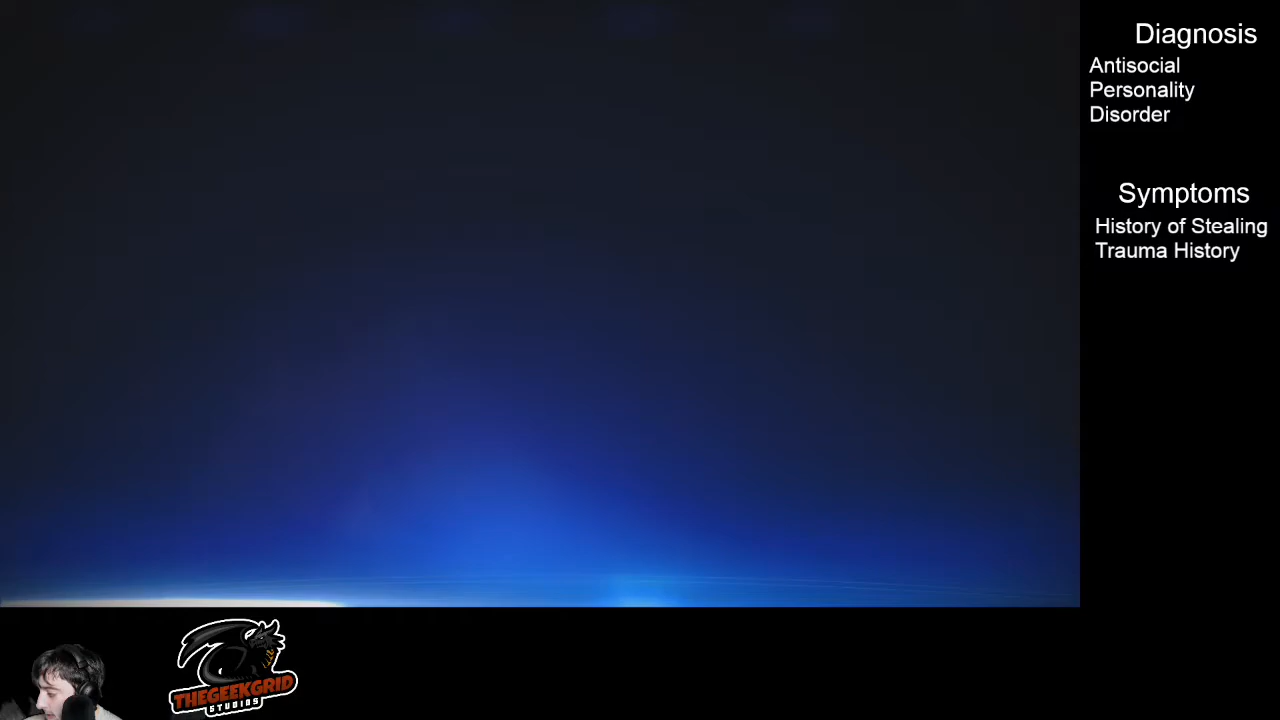 Diagnosis
Antisocial
Personality
Disorder
Symptoms
History of Stealing
Trauma History
THEGEEKGRID
STUDIOS